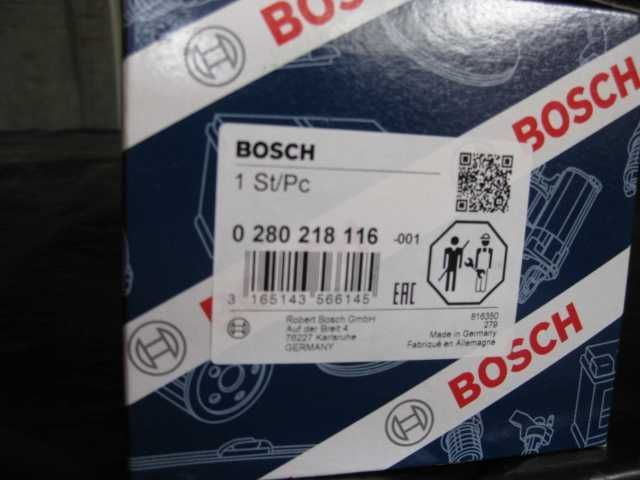 BOSCH
BOSCH
BOSCH
1 St/Pc
0 280 218 116 -001
3 165143 566145
EAC
Robert Bosch GmbH
Auf der Breit 4
76227 Karlsruhe
GERMANY
816350
279
Made in Germany
Fabriqué en Allemagne
BOSCH